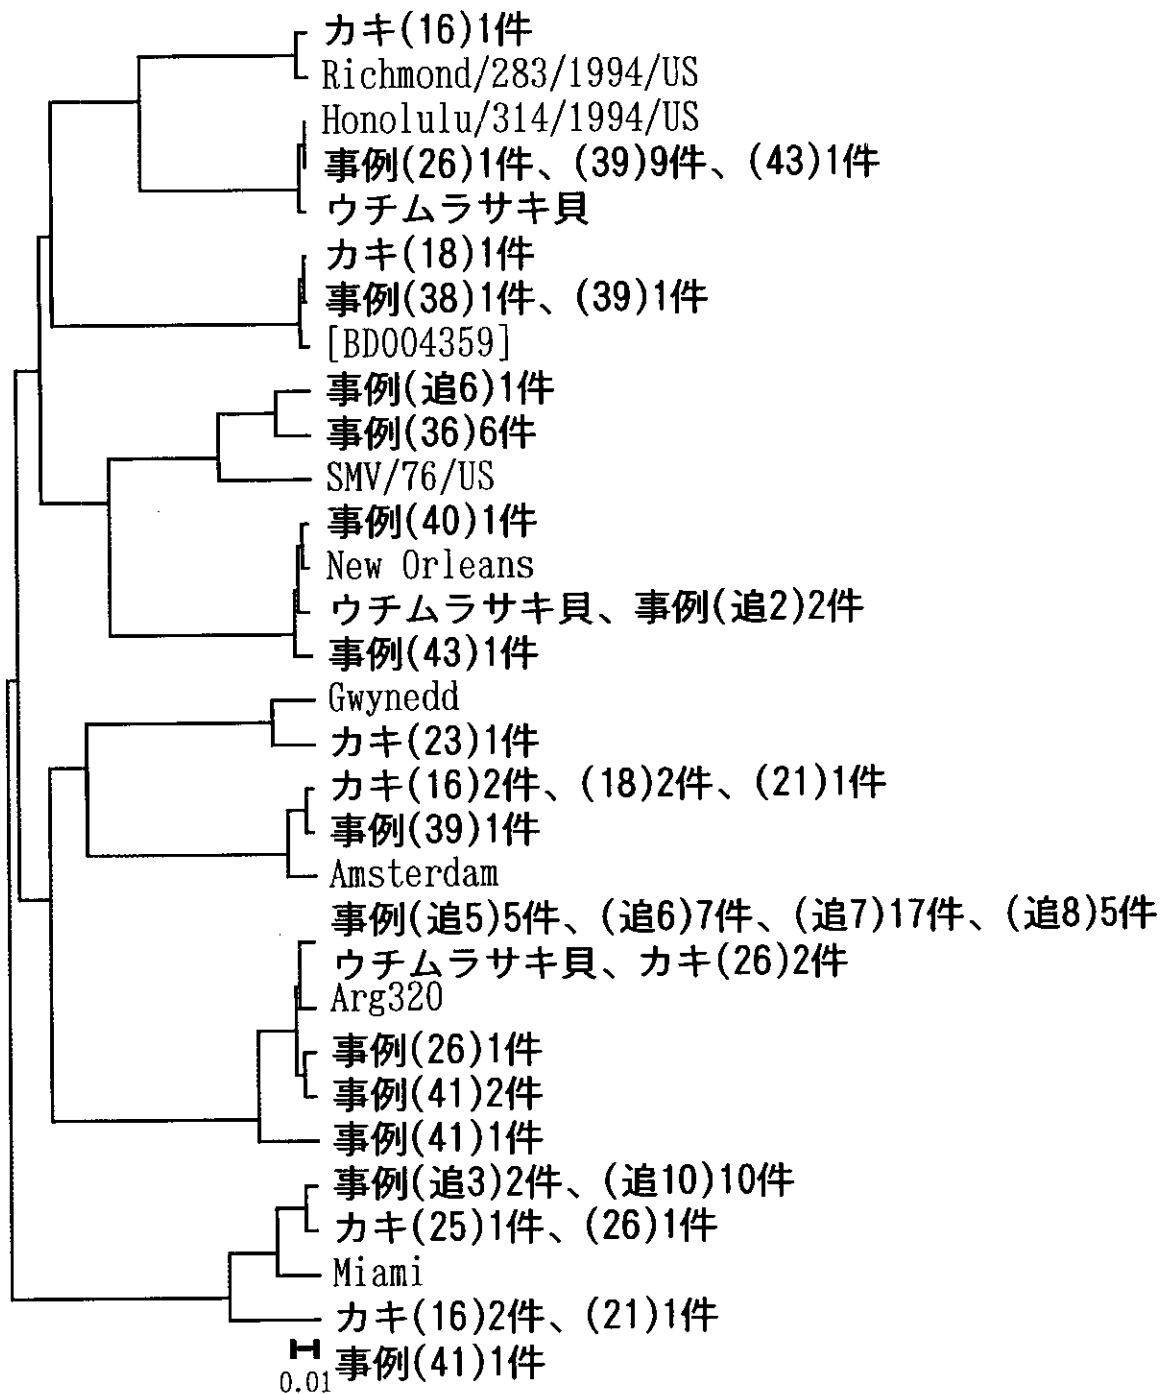 カキ(16)1件
Richmond/283/1994/US
Honolulu/314/1994/US
事例(26)1件、(39)9件、(43)1件
ウチムラサキ貝
カキ(18)1件
事例(38)1件、(39)1件
[BD004359]
事例(追6)1件
事例(36)6件
SMV/76/US
事例(40)1件
New Orleans
ウチムラサキ貝、事例(追2)2件
事例(43)1件
Gwynedd
カキ(23)1件
カキ(16)2件、(18)2件、(21)1件
事例(39)1件
Amsterdam
事例(追5)5件、(追6)7件、(追7)17件、(追8)5件
ウチムラサキ貝、カキ(26)2件
Arg320
事例(26)1件
事例(41)2件
事例(41)1件
事例(追3)2件、(追10)10件
カキ(25)1件、(26)1件
Miami
カキ(16)2件、(21)1件
事例(41)1件
0.01